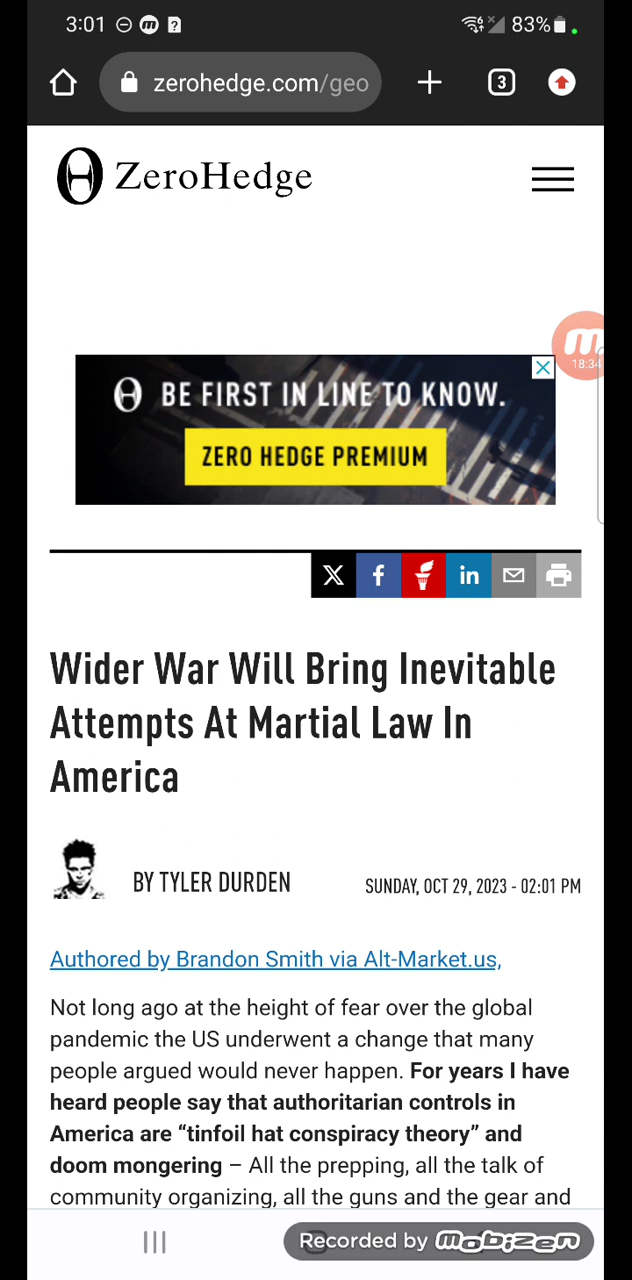 3:01 m ? 6 83%
zerohedge.com/geo 3
ZeroHedge
m
18:34
BE FIRST IN LINE TO KNOW.
ZERO HEDGE PREMIUM
X f in
Wider War Will Bring Inevitable
Attempts At Martial Law In
America
BY TYLER DURDEN SUNDAY, OCT 29, 2023 - 02:01 PM
Authored by Brandon Smith via Alt-Market.us,
Not long ago at the height of fear over the global
pandemic the US underwent a change that many
people argued would never happen. For years I have
heard people say that authoritarian controls in
America are “tinfoil hat conspiracy theory” and
doom mongering – All the prepping, all the talk of
community organizing, all the guns and the gear and
Recorded by mobizen